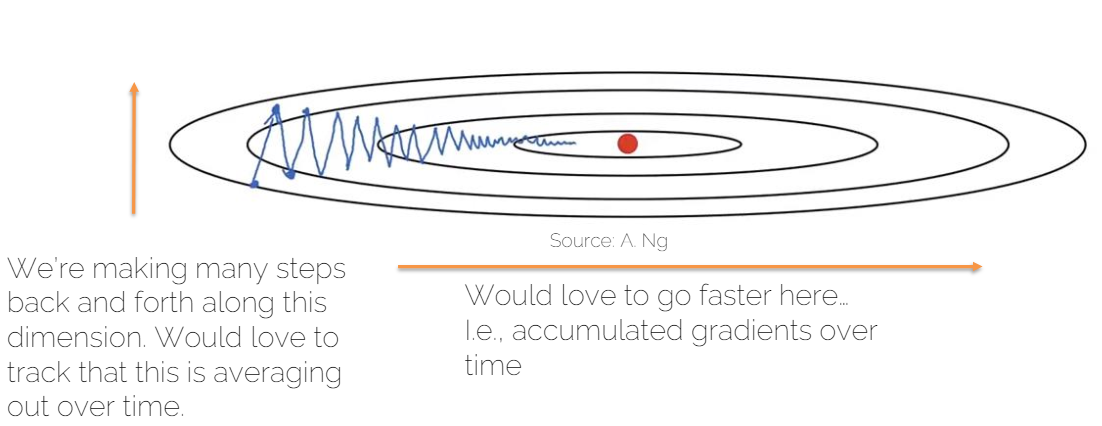 Source: A. Ng
We're making many steps
back and forth along this
dimension. Would love to
track that this is averaging
out over time.
Would love to go faster here…
I.e., accumulated gradients over
time